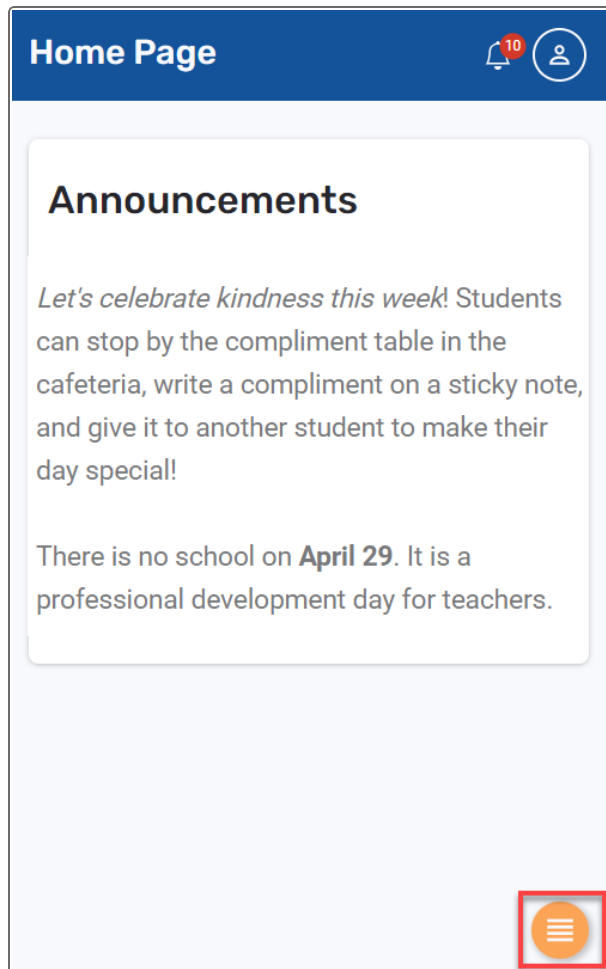 Home Page
10
Announcements
Let's celebrate kindness this week! Students
can stop by the compliment table in the
cafeteria, write a compliment on a sticky note,
and give it to another student to make their
day special!
There is no school on April 29. It is a
professional development day for teachers.